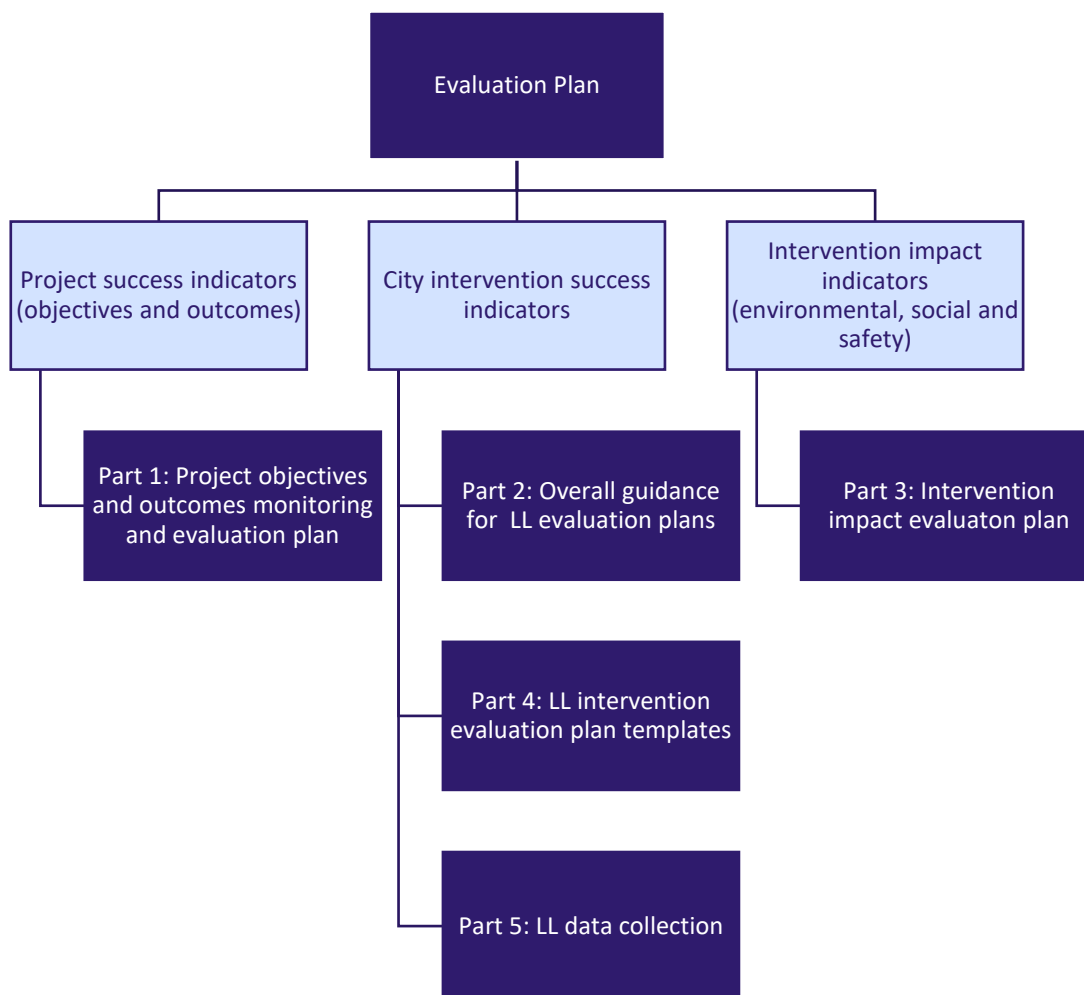 Evaluation Plan
Project success indicators
(objectives and outcomes)
City intervention success
indicators
Intervention impact
indicators
(environmental, social and
safety)
Part 1: Project objectives
and outcomes monitoring
and evaluation plan
Part 2: Overall guidance
for LL evaluation plans
Part 3: Intervention
impact evaluaton plan
Part 4: LL intervention
evaluation plan templates
Part 5: LL data collection